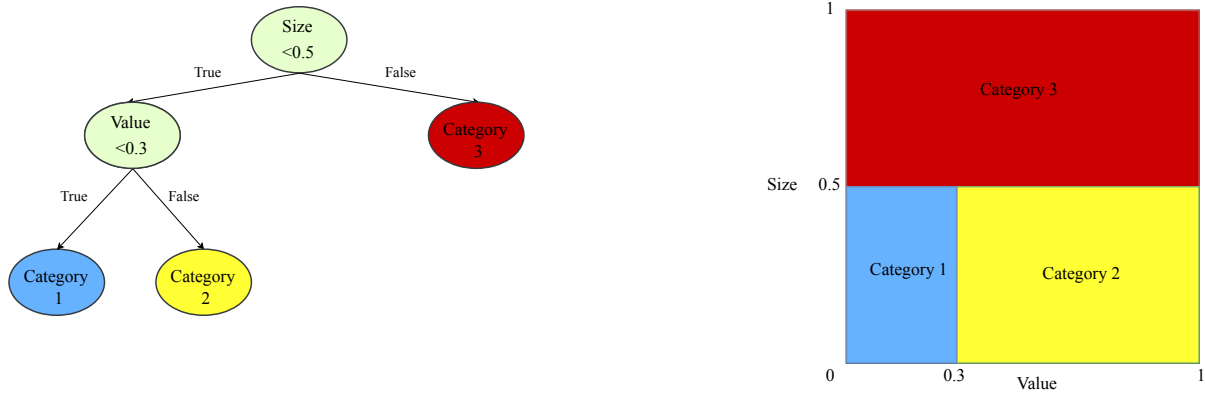 Size
<0.5
True
False
Value
<0.3
Category
3
True
False
Category
1
Category
2
1
Category 3
Size
0.5
Category 1
Category 2
0
0.3
Value
1